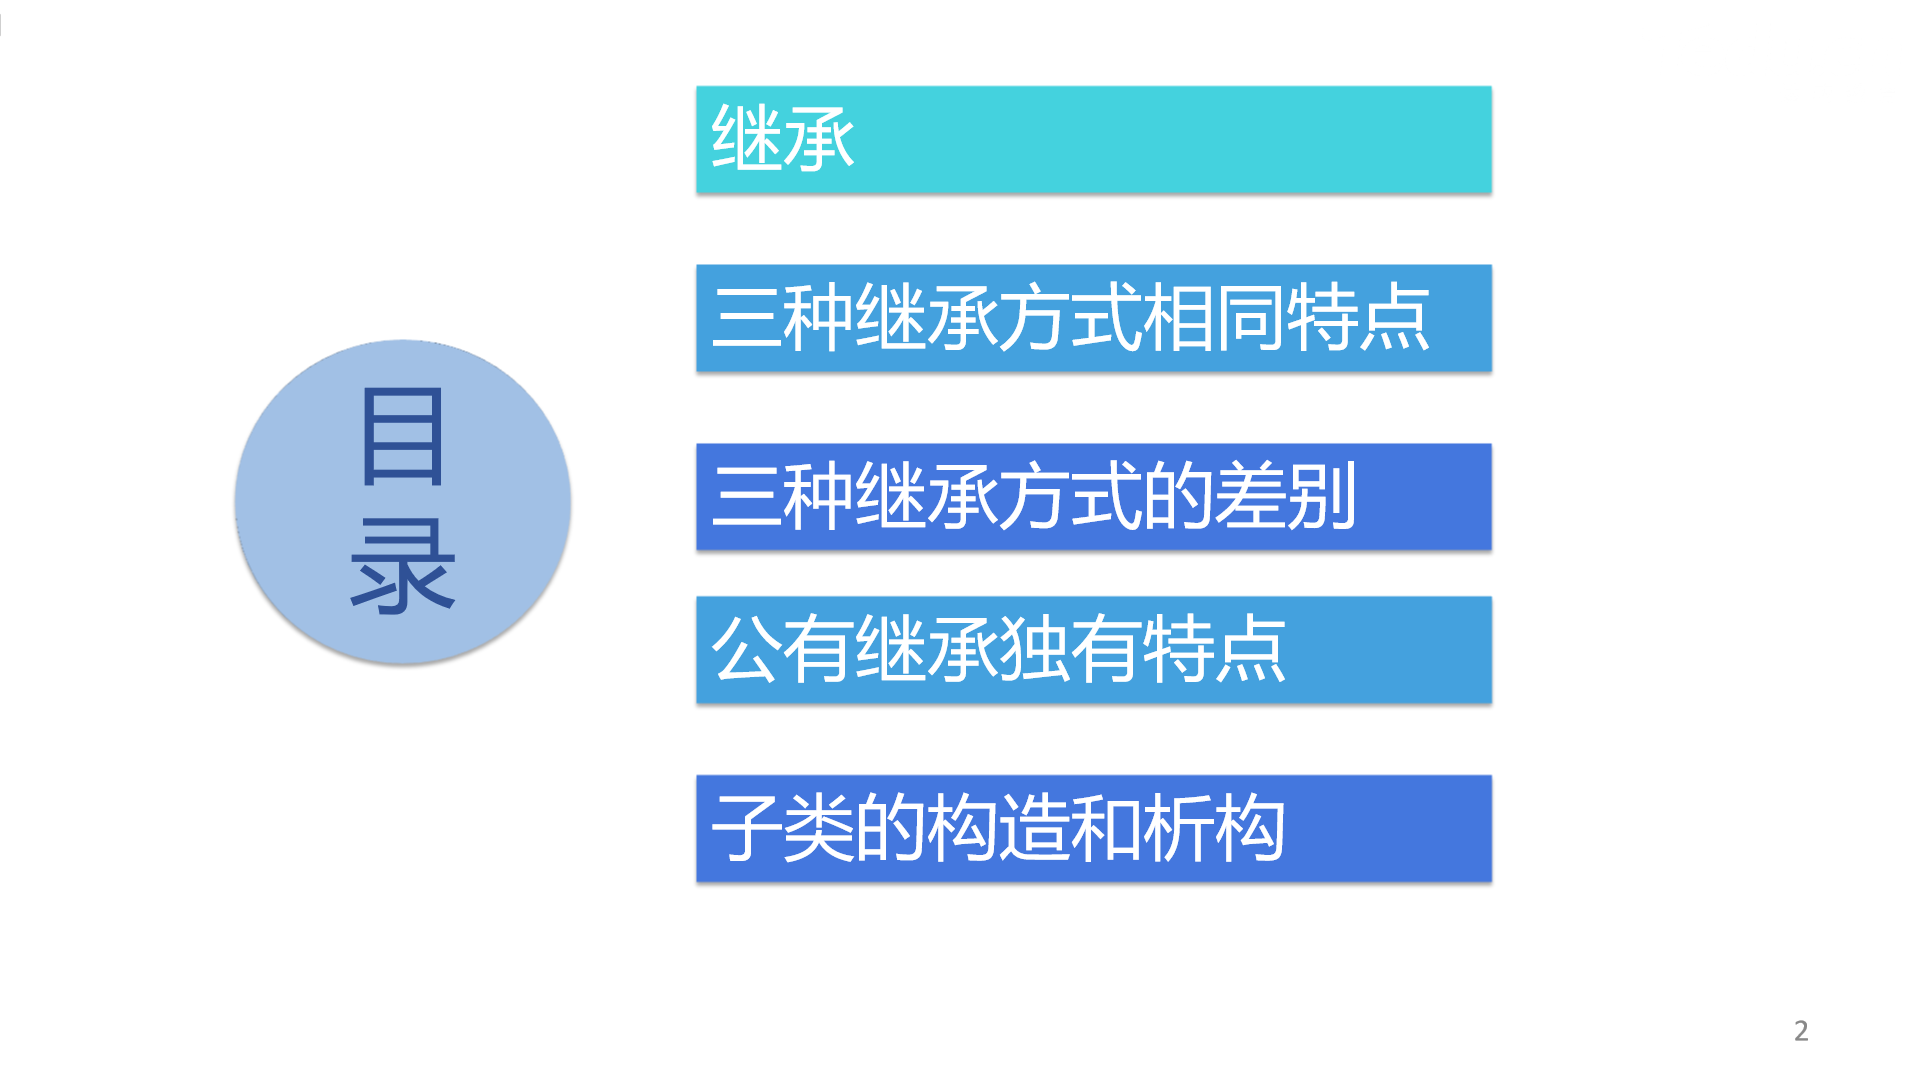 目
录
继承
三种继承方式相同特点
三种继承方式的差别
公有继承独有特点
子类的构造和析构
2